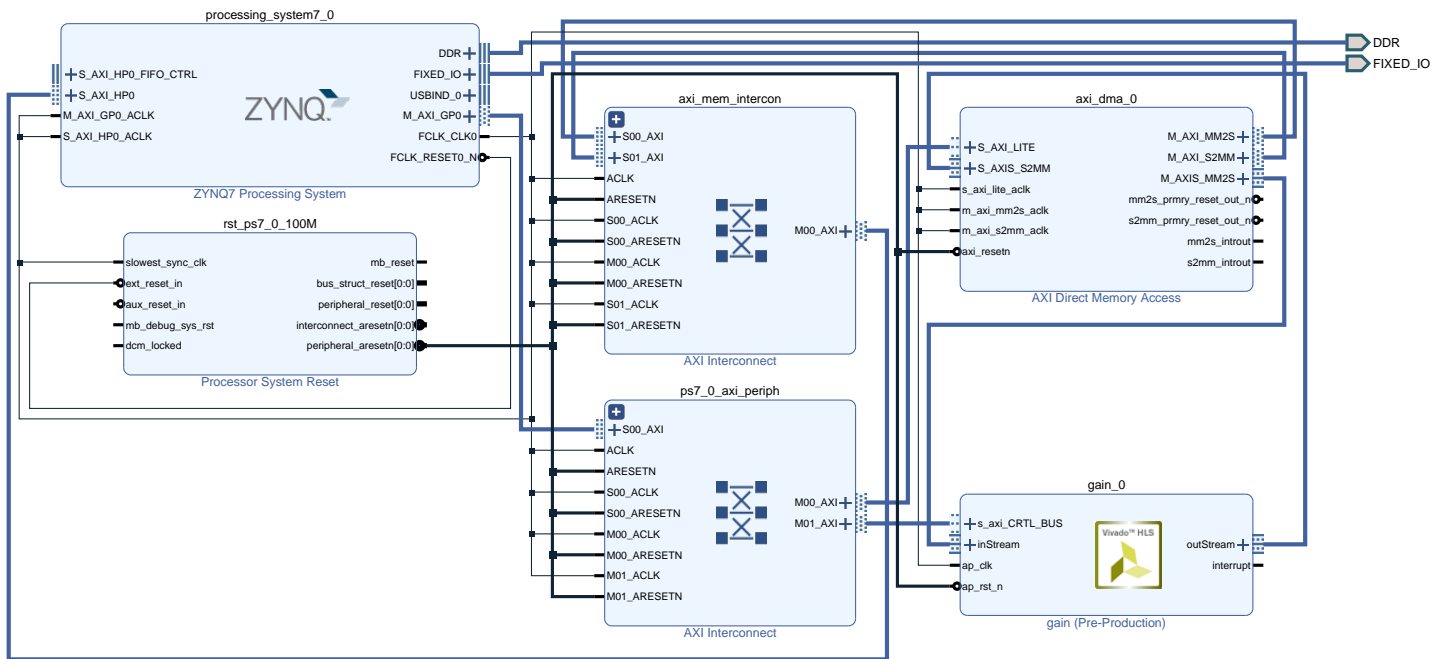 processing_system7_0
S_AXI_HP0_FIFO_CTRL
S_AXI_HP0
M_AXI_GP0_ACLK
S_AXI_HP0_ACLK
ZYNQ
DDR
FIXED_IO
USBIND_0
M_AXI_GP0
FCLK_CLK0
FCLK_RESET0_N
ZYNQ7 Processing System
DDR
FIXED_IO
rst_ps7_0_100M
slowest_sync_clk
ext_reset_in
aux_reset_in
mb_debug_sys_rst
dcm_locked
mb_reset
bus_struct_reset[0:0]
peripheral_reset[0:0]
interconnect_aresetn[0:0]
peripheral_aresetn[0:0]
Processor System Reset
axi_mem_intercon
S00_AXI
S01_AXI
ACLK
ARESETN
S00_ACLK
S00_ARESETN
M00_ACLK
M00_ARESETN
S01_ACLK
S01_ARESETN
M00_AXI
AXI Interconnect
axi_dma_0
S_AXI_LITE
S_AXIS_S2MM
s_axi_lite_aclk
m_axi_mm2s_aclk
m_axi_s2mm_aclk
axi_resetn
M_AXI_MM2S
M_AXI_S2MM
M_AXIS_MM2S
mm2s_prmry_reset_out_n
s2mm_prmry_reset_out_n
mm2s_introut
s2mm_introut
AXI Direct Memory Access
ps7_0_axi_periph
S00_AXI
ACLK
ARESETN
S00_ACLK
S00_ARESETN
M00_ACLK
M00_ARESETN
M01_ACLK
M01_ARESETN
M00_AXI
M01_AXI
AXI Interconnect
gain_0
s_axi_CRTL_BUS
inStream
ap_clk
ap_rst_n
Vivado™ HLS
outStream
interrupt
gain (Pre-Production)